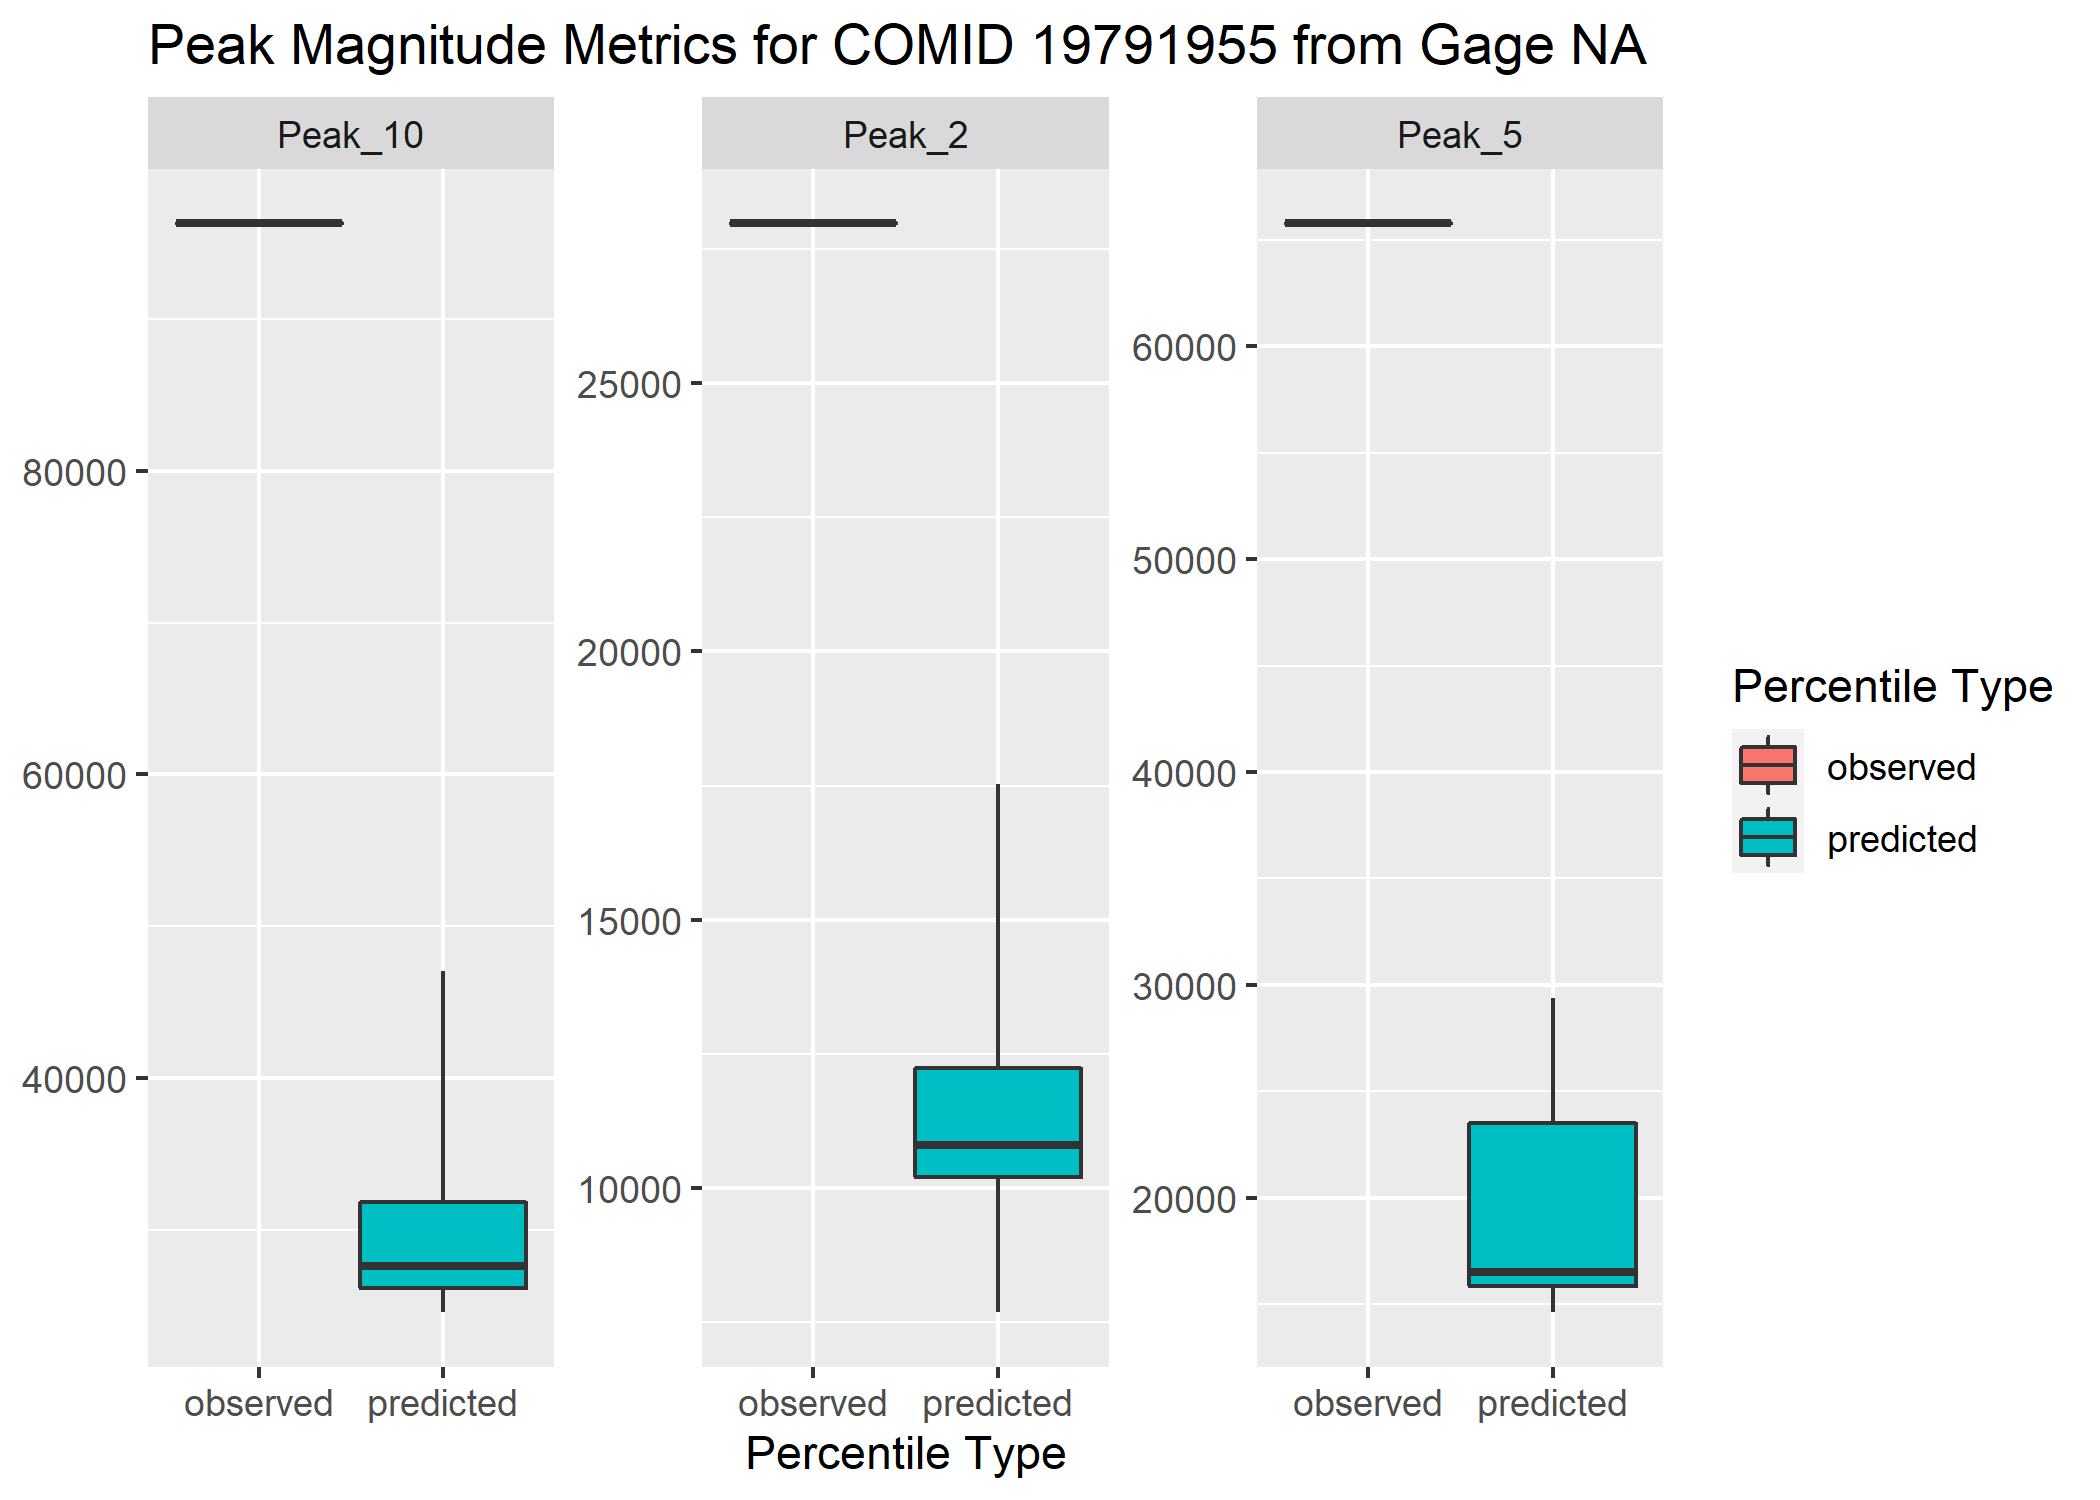 Peak Magnitude Metrics for COMID 19791955 from Gage NA
Peak_10
Peak_2
Peak_5
80000
60000
40000
25000
20000
15000
10000
60000
50000
40000
30000
20000
observed predicted
observed predicted
observed predicted
Percentile Type
Percentile Type
observed
predicted